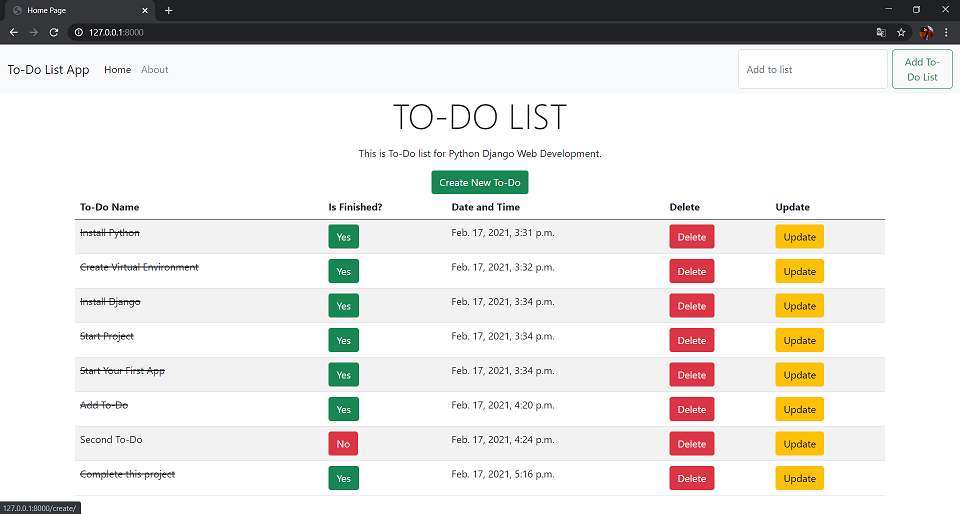 Home Page
127.0.0.1:8000
To-Do List App Home About
Add to list
Add To-
Do List
TO-DO LIST
This is To-Do list for Python Django Web Development.
Create New To-Do
To-Do Name Is Finished? Date and Time Delete Update
Install Python Yes Feb. 17, 2021, 3:31 p.m. Delete Update
Create Virtual Environment Yes Feb. 17, 2021, 3:32 p.m. Delete Update
Install Django Yes Feb. 17, 2021, 3:34 p.m. Delete Update
Start Project Yes Feb. 17, 2021, 3:34 p.m. Delete Update
Start Your First App Yes Feb. 17, 2021, 3:34 p.m. Delete Update
Add To-Do Yes Feb. 17, 2021, 4:20 p.m. Delete Update
Second To-Do No Feb. 17, 2021, 4:24 p.m. Delete Update
Complete this project Yes Feb. 17, 2021, 5:16 p.m. Delete Update
127.0.0.1:8000/create/